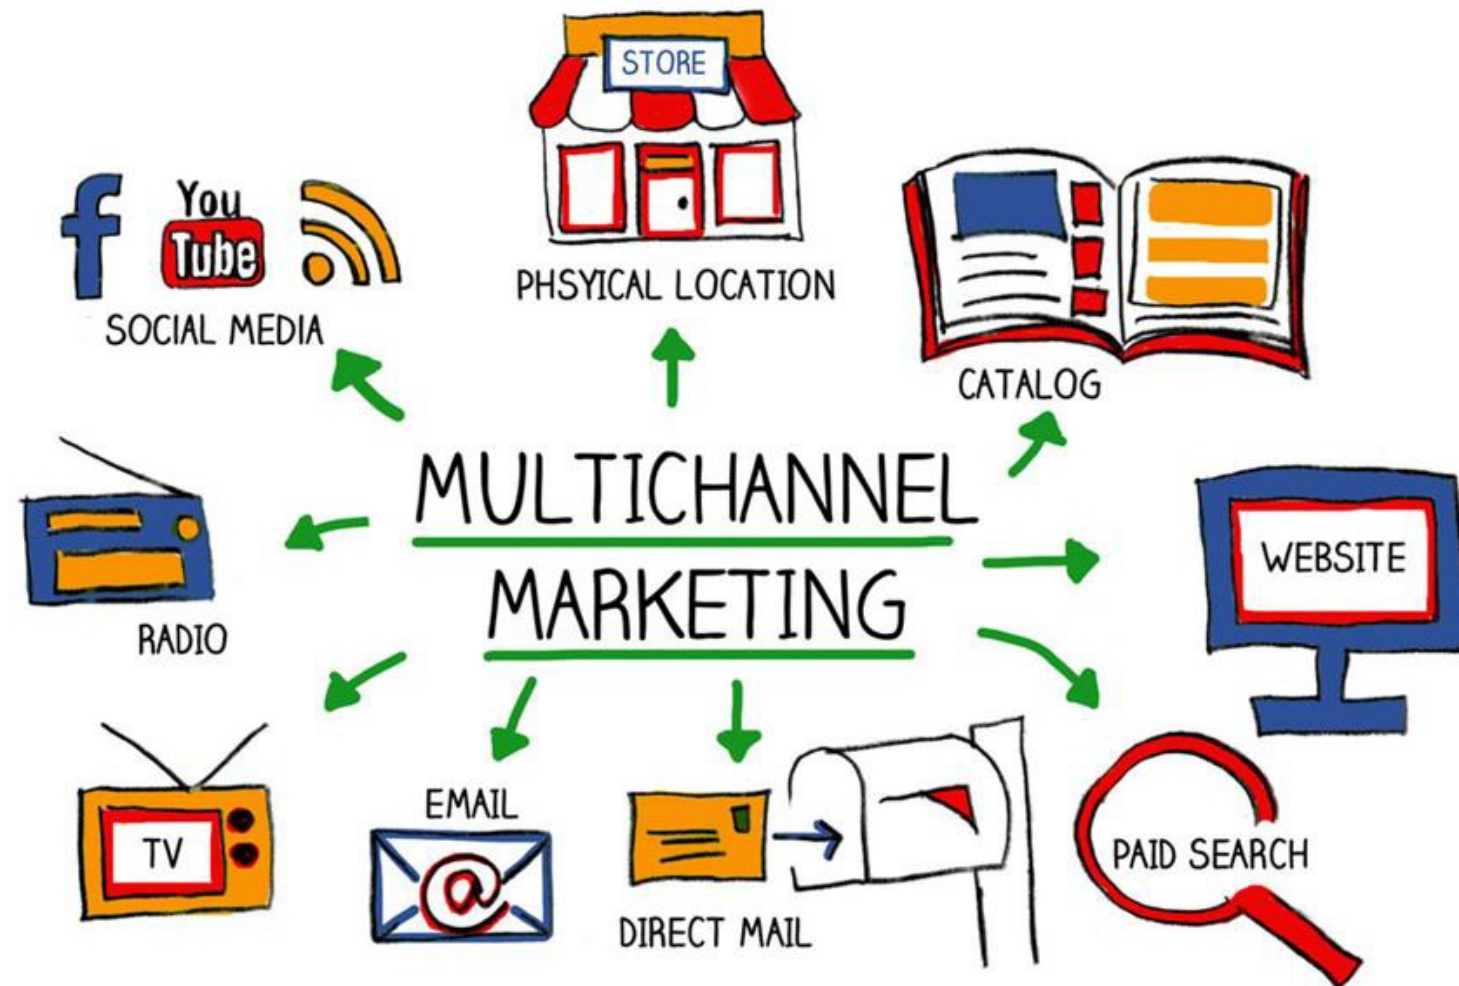 STORE
PHSYICAL LOCATION
f
You
Tube
SOCIAL MEDIA
CATALOG
MULTICHANNEL
MARKETING
WEBSITE
RADIO
TV
EMAIL
@
DIRECT MAIL
PAID SEARCH